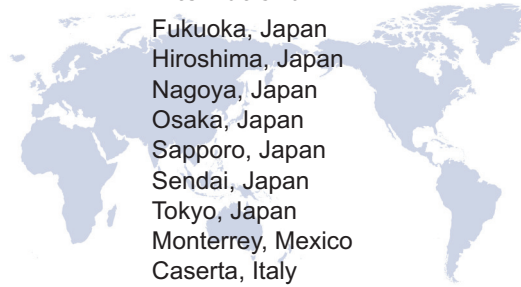 Fukuoka, Japan
Hiroshima, Japan
Nagoya, Japan
Osaka, Japan
Sapporo, Japan
Sendai, Japan
Tokyo, Japan
Monterrey, Mexico
Caserta, Italy